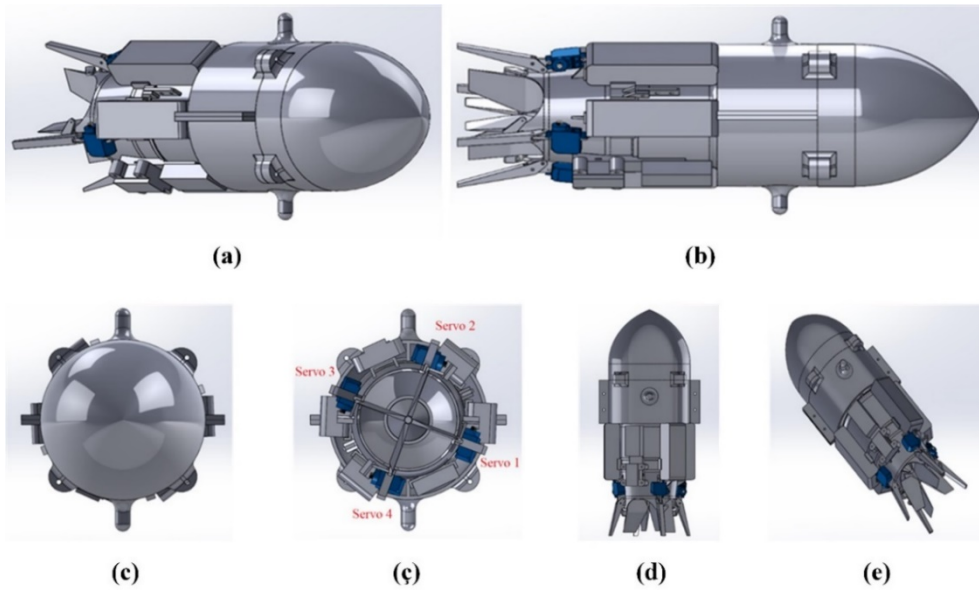 (a)
(b)
Servo 2
Servo 3
Servo 1
Servo 4
(c)
(ç)
(d)
(e)